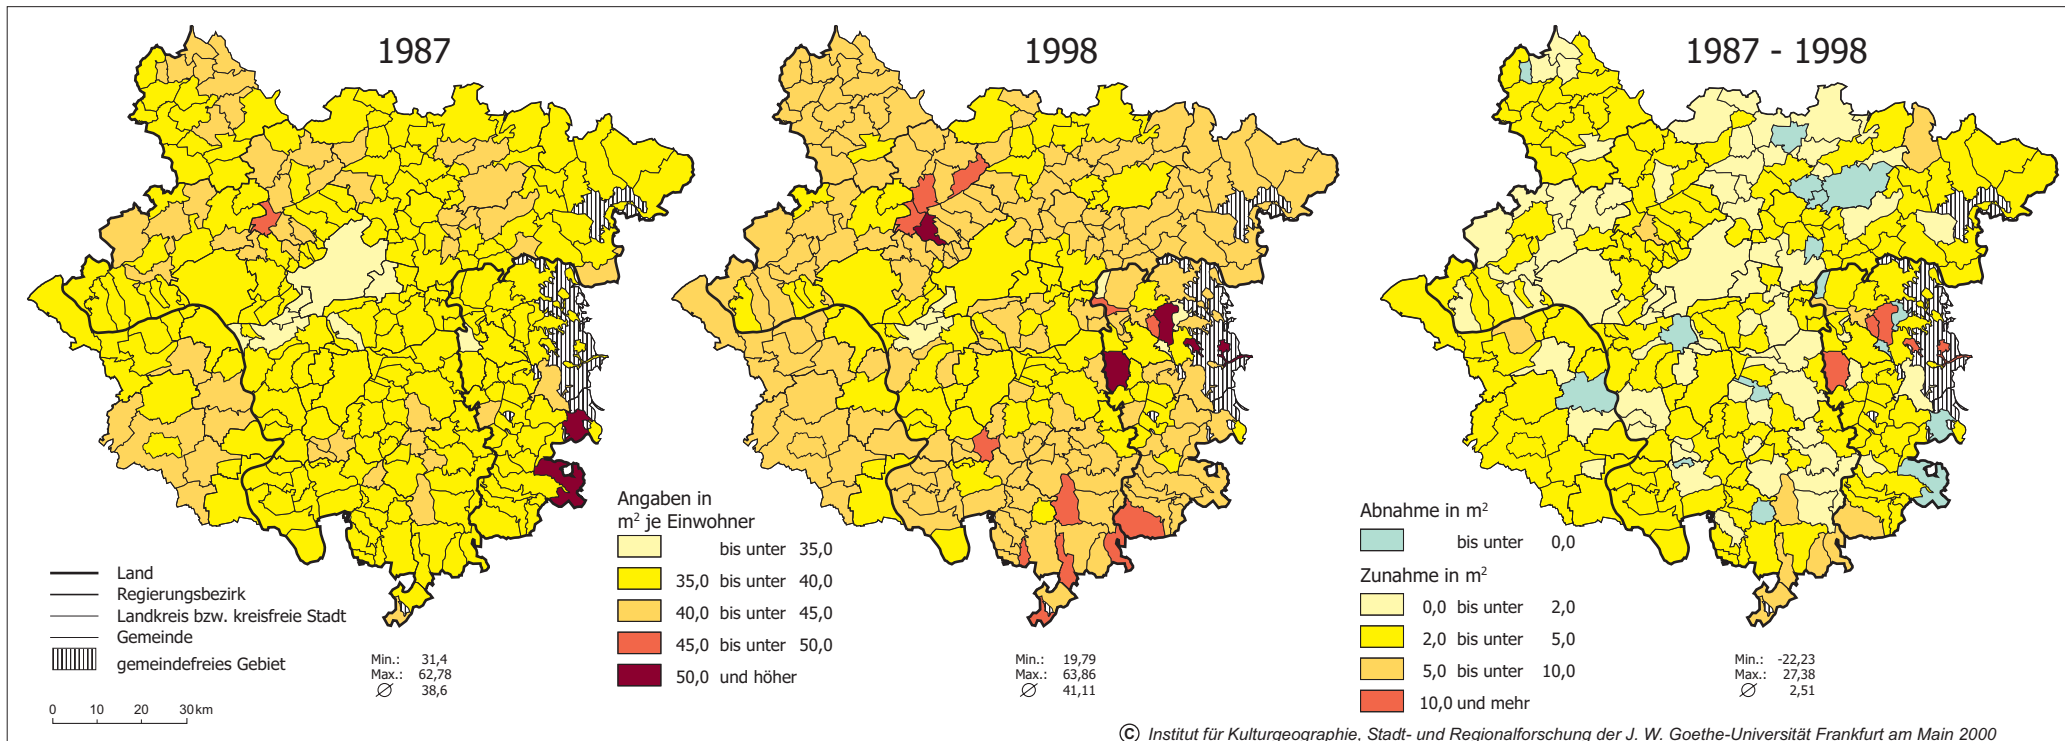 1987
1998
1987 - 1998
Land
Regierungsbezirk
Landkreis bzw. kreisfreie Stadt
Gemeinde
gemeindefreies Gebiet
0 10 20 30 km
Min.: 31,4
Max.: 62,78
∅ 38,6
Angaben in
m² je Einwohner
bis unter 35,0
35,0 bis unter 40,0
40,0 bis unter 45,0
45,0 bis unter 50,0
50,0 und höher
Min.: 19,79
Max.: 63,86
∅ 41,11
Abnahme in m²
bis unter 0,0
Zunahme in m²
0,0 bis unter 2,0
2,0 bis unter 5,0
5,0 bis unter 10,0
10,0 und mehr
Min.: -22,23
Max.: 27,38
∅ 2,51
© Institut für Kulturgeographie, Stadt- und Regionalforschung der J. W. Goethe-Universität Frankfurt am Main 2000